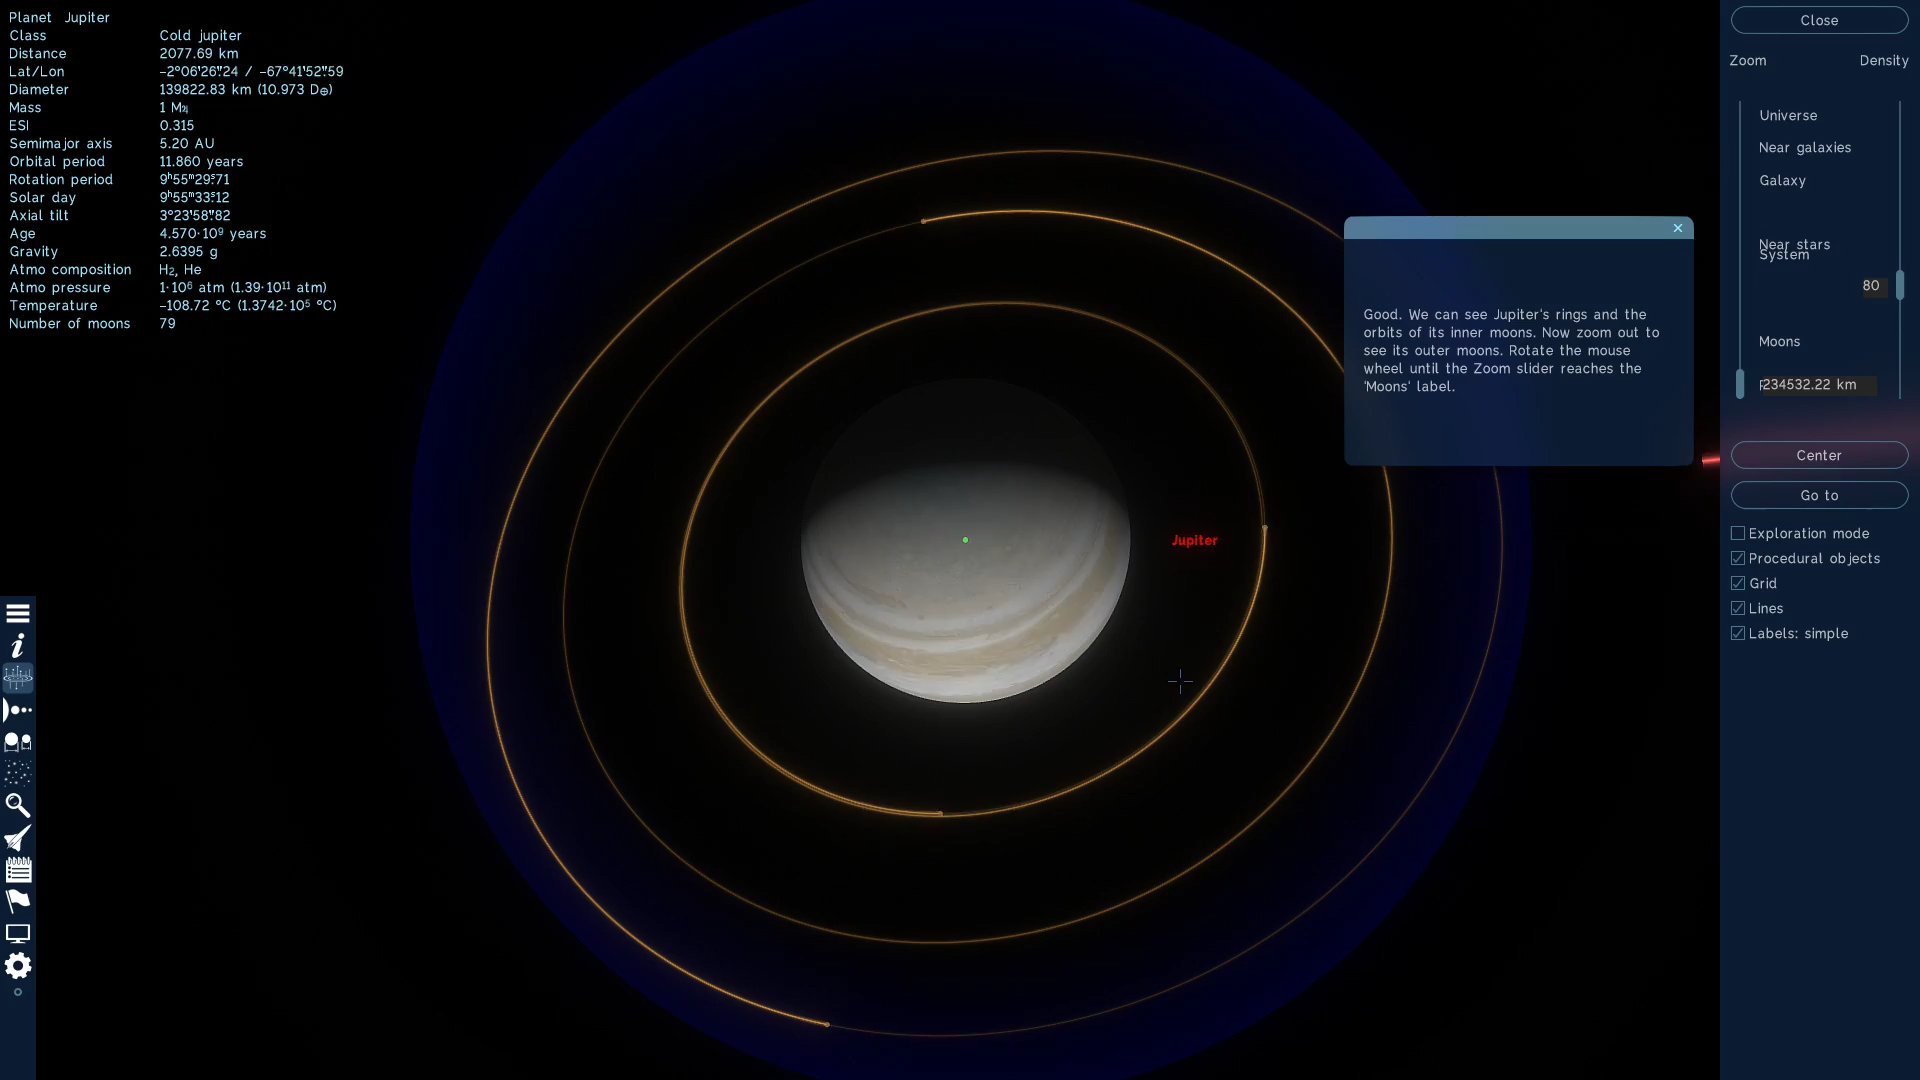 Planet Jupiter
Class Cold jupiter
Distance 2077.69 km
Lat/Lon −2°06'26".24 / −67°41'52".59
Diameter 139822.83 km (10.973 D⊕)
Mass 1 M♃
ESI 0.315
Semimajor axis 5.20 AU
Orbital period 11.860 years
Rotation period 9ʰ55ᵐ29ˢ.71
Solar day 9ʰ55ᵐ33ˢ.12
Axial tilt 3°23'58".82
Age 4.570·10⁹ years
Gravity 2.6395 g
Atmo composition H₂, He
Atmo pressure 1·10⁶ atm (1.39·10¹¹ atm)
Temperature −108.72 °C (1.3742·10⁵ °C)
Number of moons 79
Jupiter
Good. We can see Jupiter's rings and the
orbits of its inner moons. Now zoom out to
see its outer moons. Rotate the mouse
wheel until the Zoom slider reaches the
'Moons' label.
Close
Zoom Density
Universe
Near galaxies
Galaxy
Near stars
System
80
Moons
234532.22 km
Center
Go to
Exploration mode
Procedural objects
Grid
Lines
Labels: simple